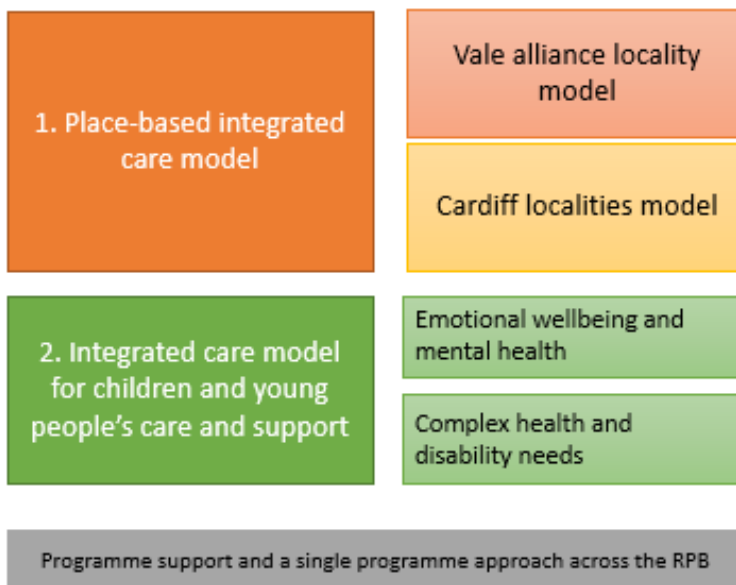 1. Place-based integrated
care model
Vale alliance locality
model
Cardiff localities model
2. Integrated care model
for children and young
people's care and support
Emotional wellbeing and
mental health
Complex health and
disability needs
Programme support and a single programme approach across the RPB